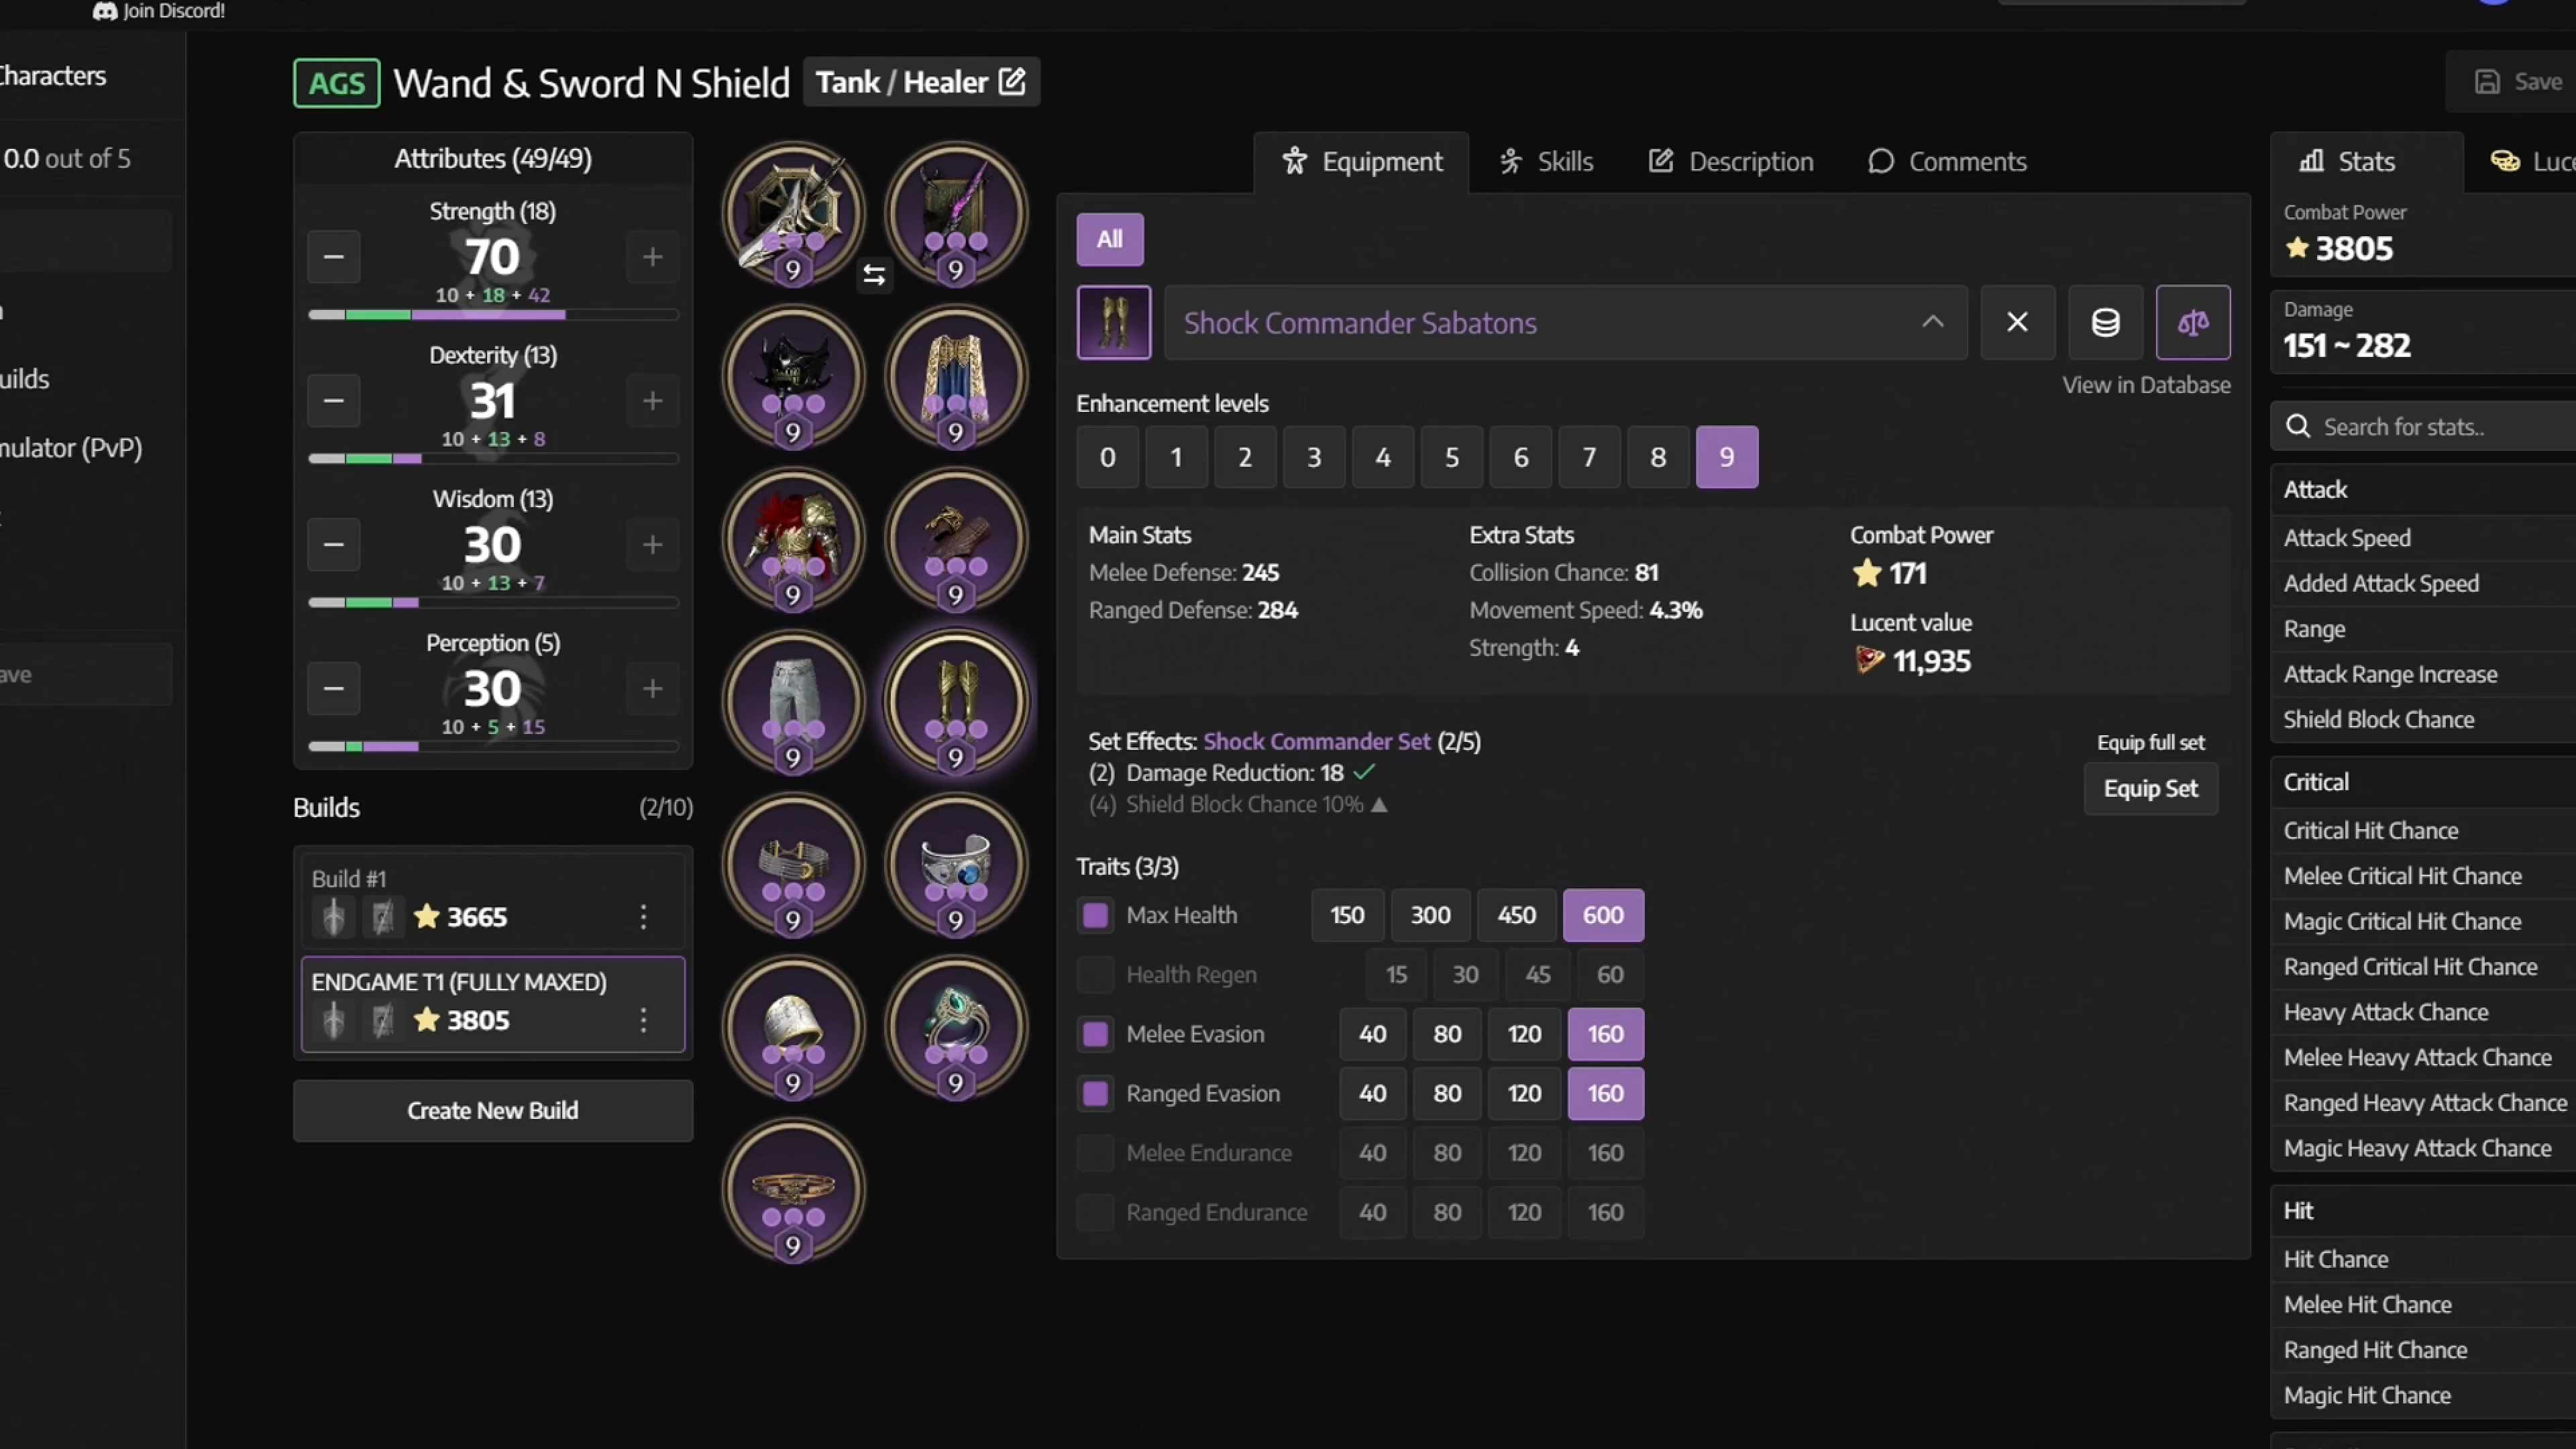 Join Discord!
Characters
0.0 out of 5
uilds
mulator (PvP)
ave
AGS Wand & Sword N Shield Tank / Healer
Save
Attributes (49/49)
Strength (18)
70
10 + 18 + 42
Dexterity (13)
31
10 + 13 + 8
Wisdom (13)
30
10 + 13 + 7
Perception (5)
30
10 + 5 + 15
Builds (2/10)
Build #1
3665
ENDGAME T1 (FULLY MAXED)
3805
Create New Build
9 9
9 9
9 9
9 9
9 9
9 9
9
Equipment Skills Description Comments
All
Shock Commander Sabatons
View in Database
Enhancement levels
0 1 2 3 4 5 6 7 8 9
Main Stats
Melee Defense: 245
Ranged Defense: 284
Extra Stats
Collision Chance: 81
Movement Speed: 4.3%
Strength: 4
Combat Power
171
Lucent value
11,935
Set Effects: Shock Commander Set (2/5)
(2) Damage Reduction: 18
(4) Shield Block Chance 10%
Equip full set
Equip Set
Traits (3/3)
Max Health 150 300 450 600
Health Regen 15 30 45 60
Melee Evasion 40 80 120 160
Ranged Evasion 40 80 120 160
Melee Endurance 40 80 120 160
Ranged Endurance 40 80 120 160
Stats Luce
Combat Power
3805
Damage
151 ~ 282
Search for stats..
Attack
Attack Speed
Added Attack Speed
Range
Attack Range Increase
Shield Block Chance
Critical
Critical Hit Chance
Melee Critical Hit Chance
Magic Critical Hit Chance
Ranged Critical Hit Chance
Heavy Attack Chance
Melee Heavy Attack Chance
Ranged Heavy Attack Chance
Magic Heavy Attack Chance
Hit
Hit Chance
Melee Hit Chance
Ranged Hit Chance
Magic Hit Chance